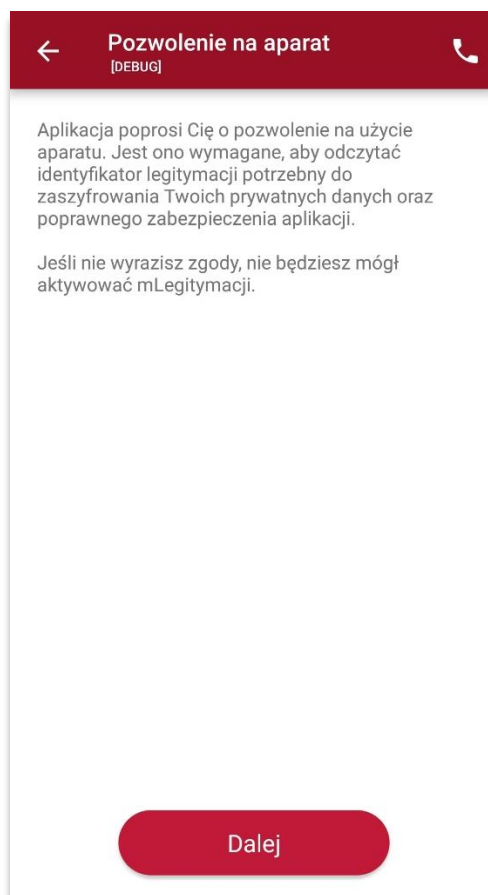 Pozwolenie na aparat
[DEBUG]
Aplikacja poprosi Cię o pozwolenie na użycie
aparatu. Jest ono wymagane, aby odczytać
identyfikator legitymacji potrzebny do
zaszyfrowania Twoich prywatnych danych oraz
poprawnego zabezpieczenia aplikacji.
Jeśli nie wyrazisz zgody, nie będziesz mógł
aktywować mLegitymacji.
Dalej